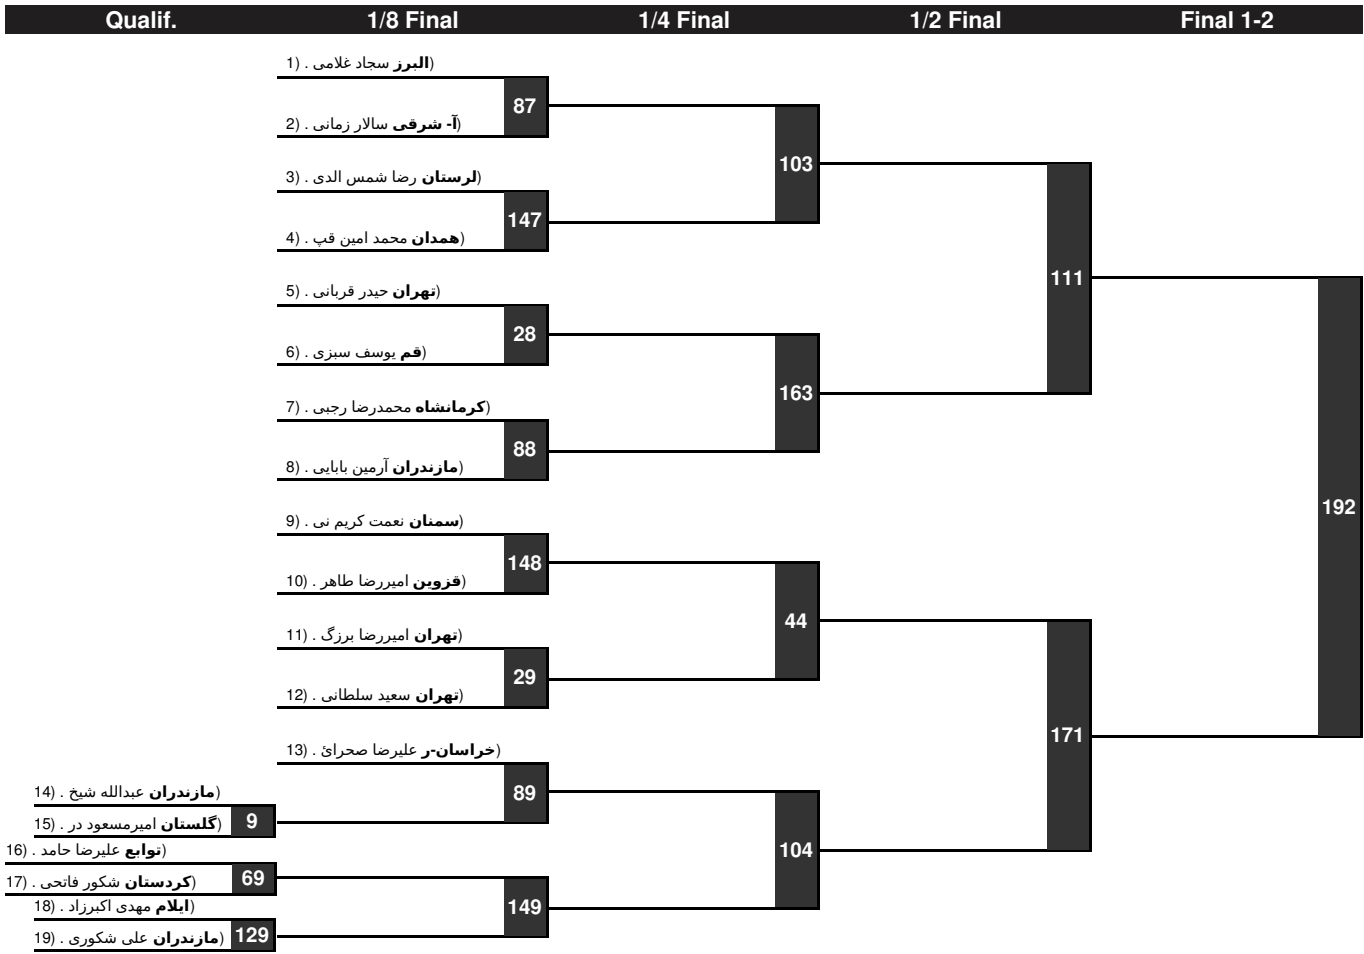 Qualif. 1/8 Final 1/4 Final 1/2 Final Final 1-2
1) . سجاد غلامی (البرز
87
2) . سالار زمانی (آ- شرقی
103
3) . رضا شمس الدی (لرستان
147
4) . محمد امین قپ (همدان
111
5) . حیدر قربانی (تهران
28
6) . یوسف سبزی (قم
163
7) . محمدرضا رجبی (کرمانشاه
88
8) . آرمین بابایی (مازندران
192
9) . نعمت کریم نی (سمنان
148
10) . امیررضا طاهر (قزوین
44
11) . امیررضا برزگ (تهران
29
12) . سعید سلطانی (تهران
171
13) . علیرضا صحرائ (خراسان-ر
89
14) . عبدالله شیخ (مازندران
9
15) . امیرمسعود در (گلستان
104
16) . علیرضا حامد (توابع
69
17) . شکور فاتحی (کردستان
149
18) . مهدی اکبرزاد (ایلام
129
19) . علی شکوری (مازندران